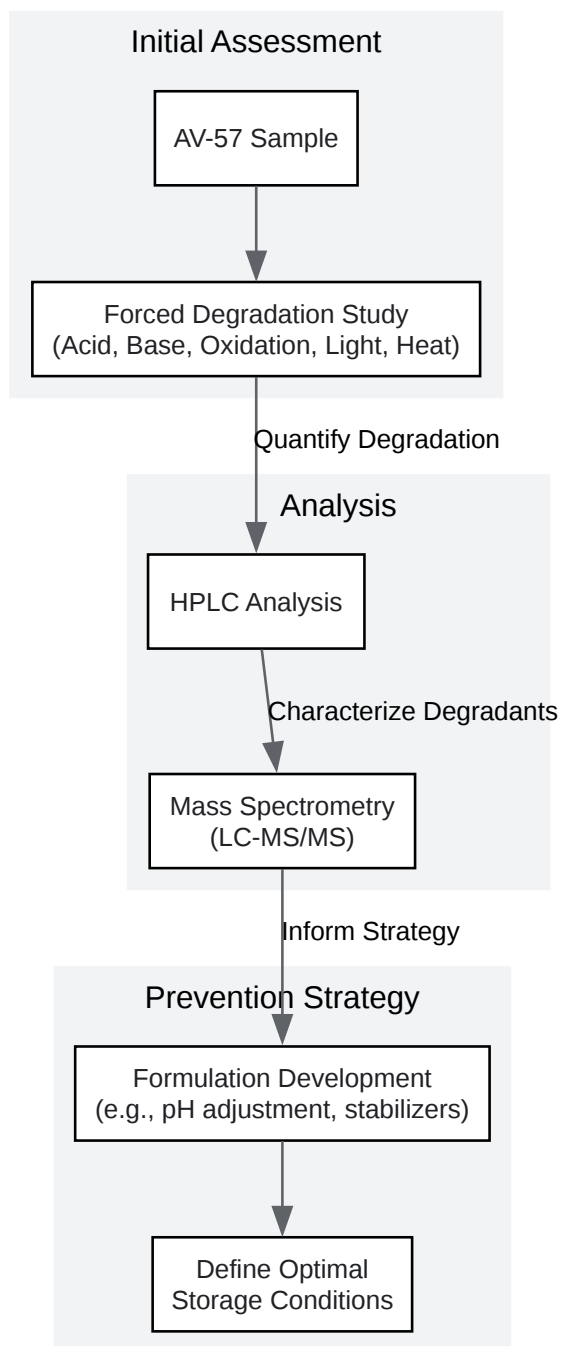 Initial Assessment
AV-57 Sample
Forced Degradation Study
(Acid, Base, Oxidation, Light, Heat)
Quantify Degradation
Analysis
HPLC Analysis
Characterize Degradants
Mass Spectrometry
(LC-MS/MS)
Inform Strategy
Prevention Strategy
Formulation Development
(e.g., pH adjustment, stabilizers)
Define Optimal
Storage Conditions